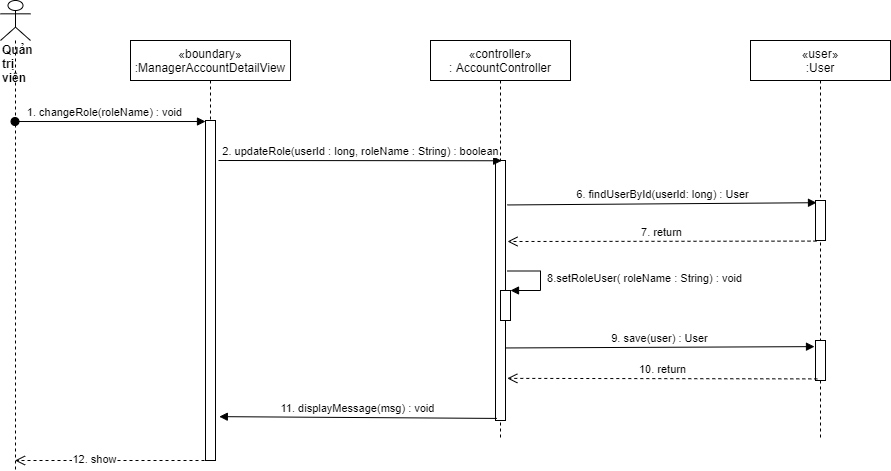 Quản
trị
viên
«boundary»
:ManagerAccountDetailView
«controller»
: AccountController
«user»
:User
1. changeRole(roleName) : void
2. updateRole(userId : long, roleName : String) : boolean
6. findUserById(userId: long) : User
7. return
8.setRoleUser( roleName : String) : void
9. save(user) : User
10. return
11. displayMessage(msg) : void
12. show